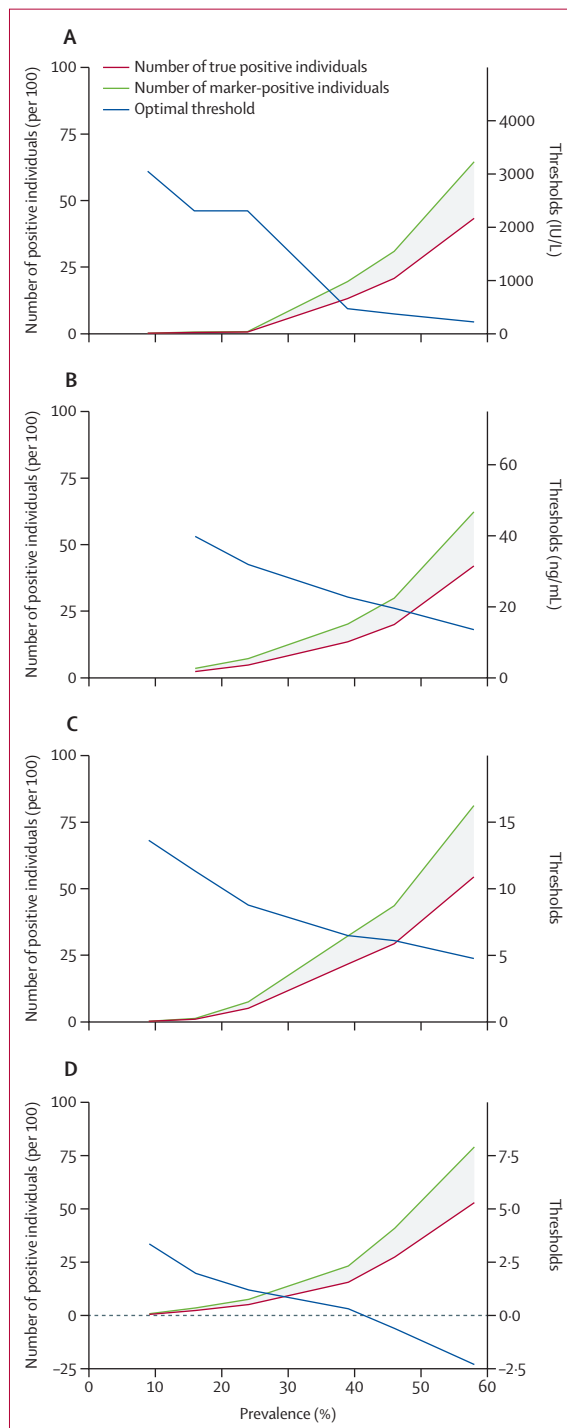 A
Number of positive individuals (per 100)
100
75
50
25
0
Number of true positive individuals
Number of marker-positive individuals
Optimal threshold
4000
3000
2000
1000
0
Thresholds (IU/L)
B
Number of positive individuals (per 100)
100
75
50
25
0
60
40
20
0
Thresholds (ng/mL)
C
Number of positive individuals (per 100)
100
75
50
25
0
15
10
5
0
Thresholds
D
Number of positive individuals (per 100)
100
75
50
25
0
−25
7·5
5·0
2·5
0·0
−2·5
Thresholds
0 10 20 30 40 50 60
Prevalence (%)